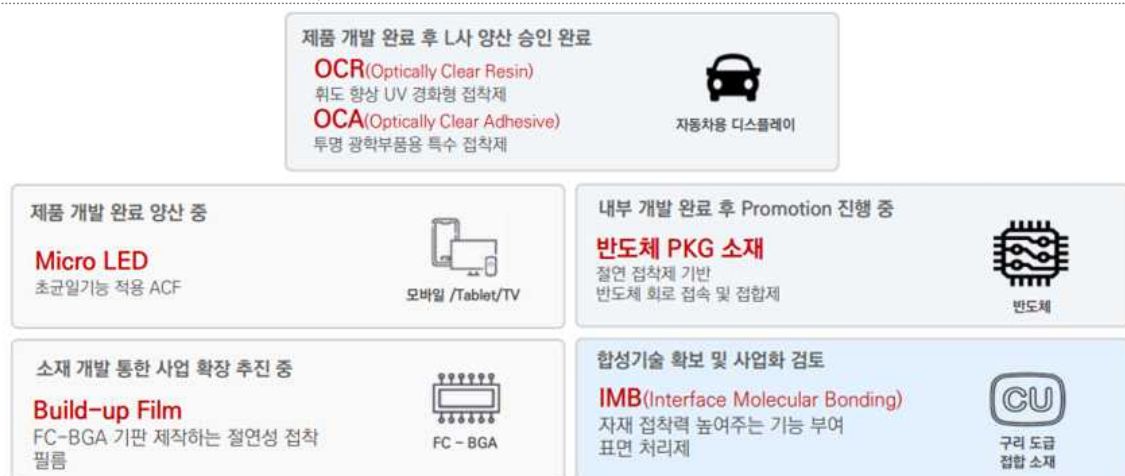 제품 개발 완료 후 L사 양산 승인 완료
OCR(Optically Clear Resin)
휘도 향상 UV 경화형 접착제
OCA(Optically Clear Adhesive)
투명 광학부품용 특수 접착제
자동차용 디스플레이
제품 개발 완료 양산 중
Micro LED
초균일기능 적용 ACF
모바일 /Tablet/TV
내부 개발 완료 후 Promotion 진행 중
반도체 PKG 소재
절연 접착제 기반
반도체 회로 접속 및 접합제
반도체
소재 개발 통한 사업 확장 추진 중
Build-up Film
FC-BGA 기판 제작하는 절연성 접착
필름
FC - BGA
합성기술 확보 및 사업화 검토
IMB(Interface Molecular Bonding)
자재 접착력 높여주는 기능 부여
표면 처리제
CU
구리 도급
접합 소재